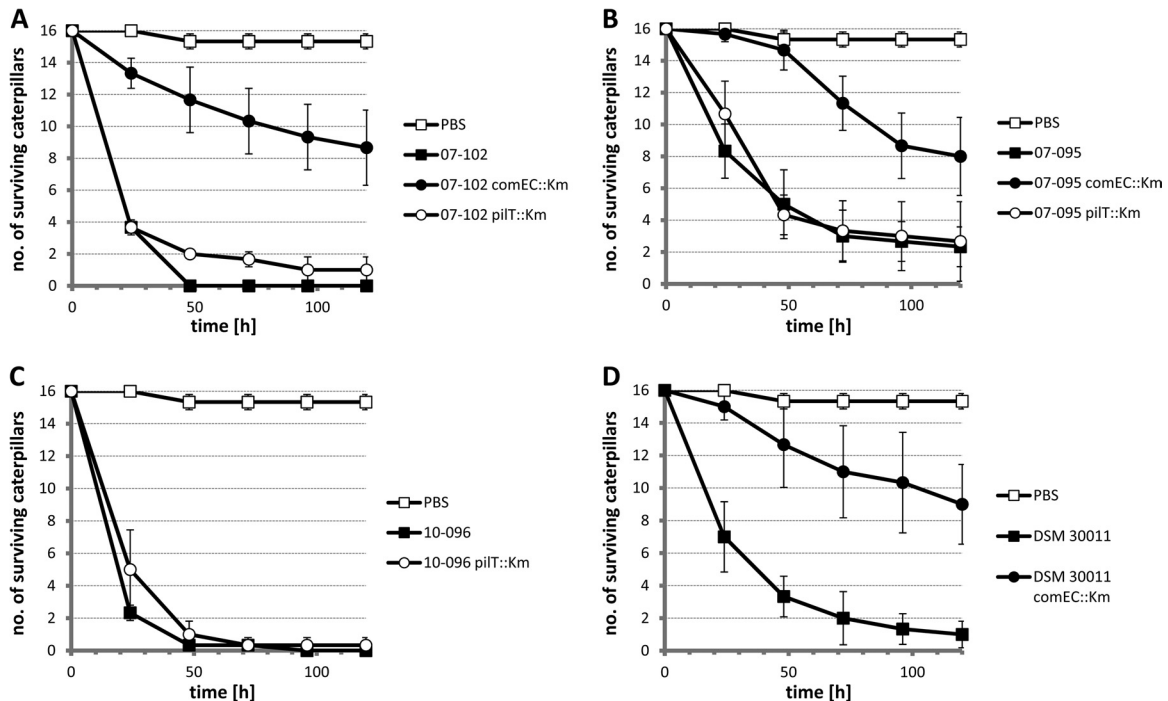 A
no. of surviving caterpillars
16
14
12
10
8
6
4
2
0
0
50
100
time [h]
PBS
07-102
07-102 comEC::Km
07-102 pilT::Km
B
no. of surviving caterpillars
16
14
12
10
8
6
4
2
0
0
50
100
time [h]
PBS
07-095
07-095 comEC::Km
07-095 pilT::Km
C
no. of surviving caterpillars
16
14
12
10
8
6
4
2
0
0
50
100
time [h]
PBS
10-096
10-096 pilT::Km
D
no. of surviving caterpillars
16
14
12
10
8
6
4
2
0
0
50
100
time [h]
PBS
DSM 30011
DSM 30011
comEC::Km